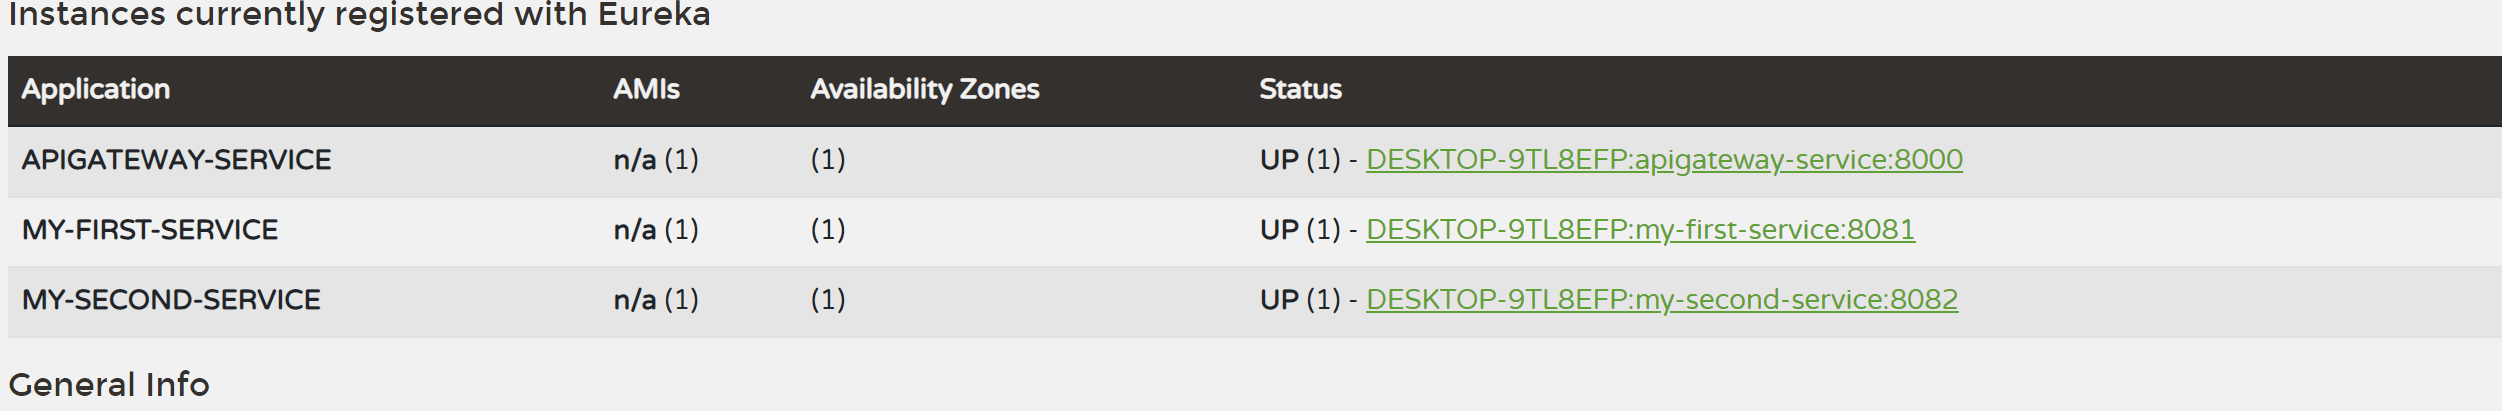 Instances currently registered with Eureka
Application AMIs Availability Zones Status
APIGATEWAY-SERVICE n/a (1) (1) UP (1) - DESKTOP-9TL8EFP:apigateway-service:8000
MY-FIRST-SERVICE n/a (1) (1) UP (1) - DESKTOP-9TL8EFP:my-first-service:8081
MY-SECOND-SERVICE n/a (1) (1) UP (1) - DESKTOP-9TL8EFP:my-second-service:8082
General Info